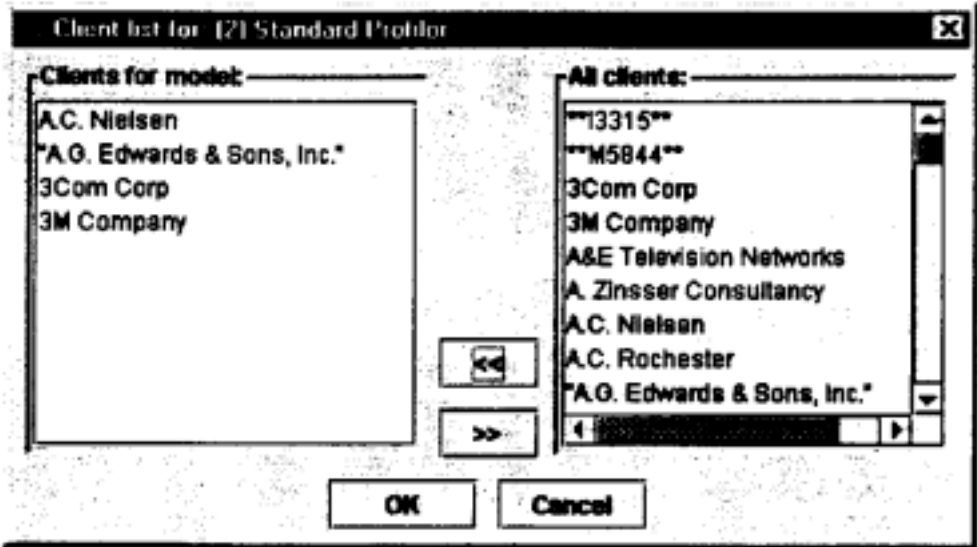 Client list for: [2] Standard Profiler
Clients for model:
A.C. Nielsen
"A.G. Edwards & Sons, Inc."
3Com Corp
3M Company
<<
>>
All clients:
**I3315**
**M5844**
3Com Corp
3M Company
A&E Television Networks
A. Zinsser Consultancy
A.C. Nielsen
A.C. Rochester
"A.G. Edwards & Sons, Inc."
OK
Cancel